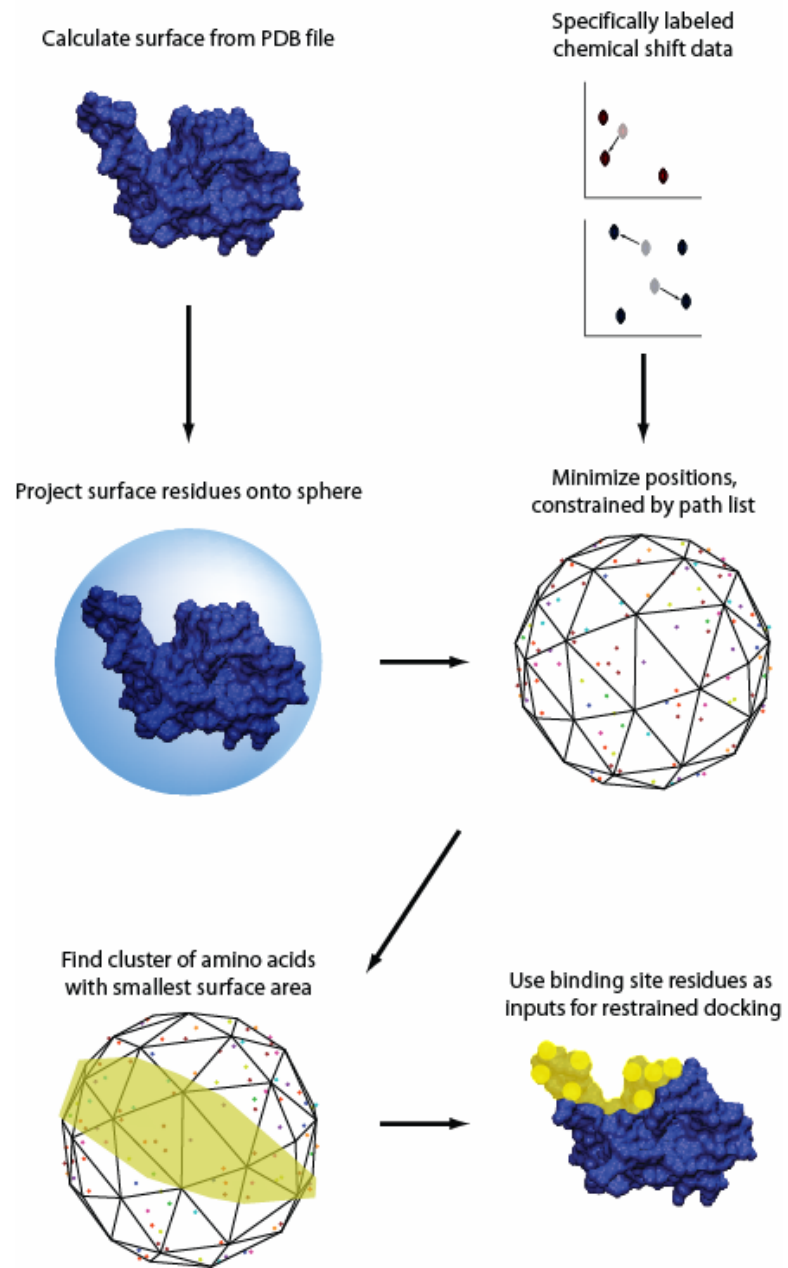 Calculate surface from PDB file
Specifically labeled
chemical shift data
Project surface residues onto sphere
Minimize positions,
constrained by path list
Find cluster of amino acids
with smallest surface area
Use binding site residues as
inputs for restrained docking